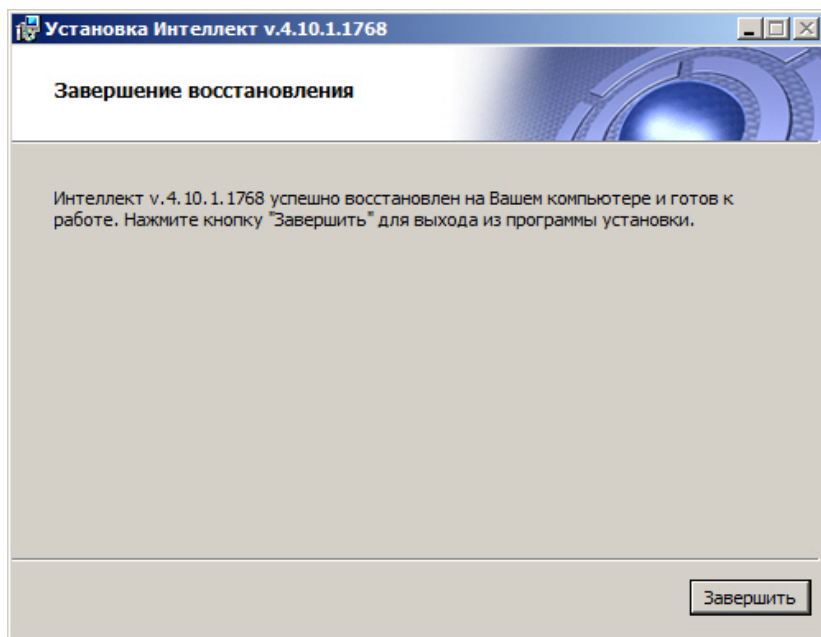 Установка Интеллект v.4.10.1.1768
Завершение восстановления
Интеллект v.4.10.1.1768 успешно восстановлен на Вашем компьютере и готов к
работе. Нажмите кнопку "Завершить" для выхода из программы установки.
Завершить